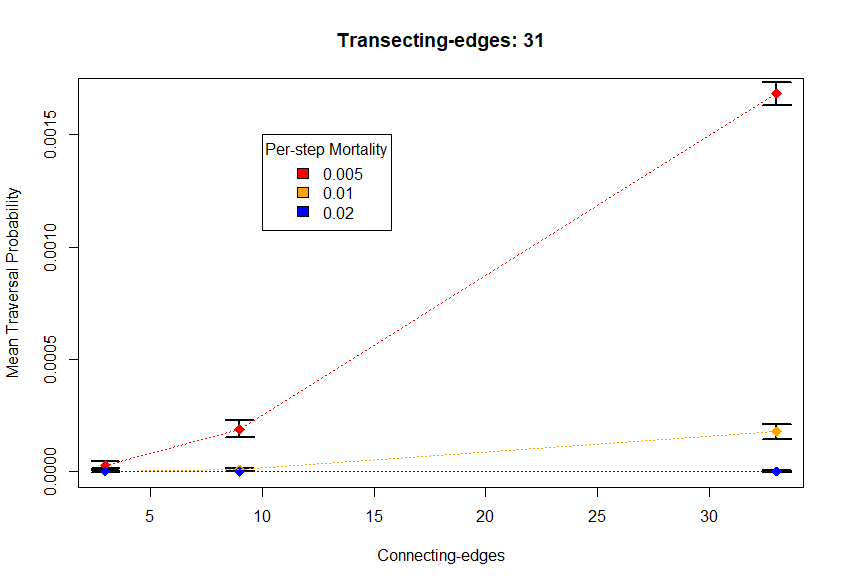 Transecting-edges: 31
Mean Traversal Probability
0.0015
0.0010
0.0005
0.0000
Per-step Mortality
0.005
0.01
0.02
5 10 15 20 25 30
Connecting-edges